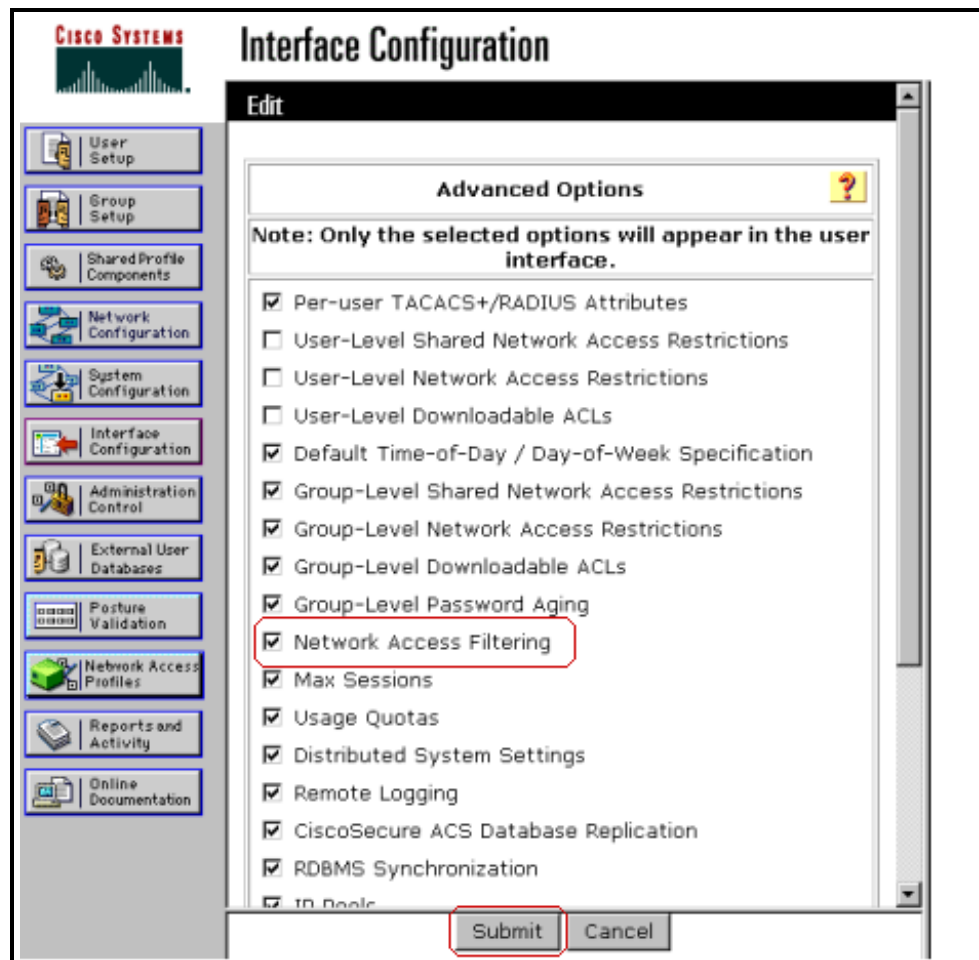 CISCO SYSTEMS
Interface Configuration
Edit
User
Setup
Group
Setup
Shared Profile
Components
Network
Configuration
System
Configuration
Interface
Configuration
Administration
Control
External User
Databases
Posture
Validation
Network Access
Profiles
Reports and
Activity
Online
Documentation
Advanced Options
?
Note: Only the selected options will appear in the user
interface.
Per-user TACACS+/RADIUS Attributes
User-Level Shared Network Access Restrictions
User-Level Network Access Restrictions
User-Level Downloadable ACLs
Default Time-of-Day / Day-of-Week Specification
Group-Level Shared Network Access Restrictions
Group-Level Network Access Restrictions
Group-Level Downloadable ACLs
Group-Level Password Aging
Network Access Filtering
Max Sessions
Usage Quotas
Distributed System Settings
Remote Logging
CiscoSecure ACS Database Replication
RDBMS Synchronization
IP Pools
Submit
Cancel